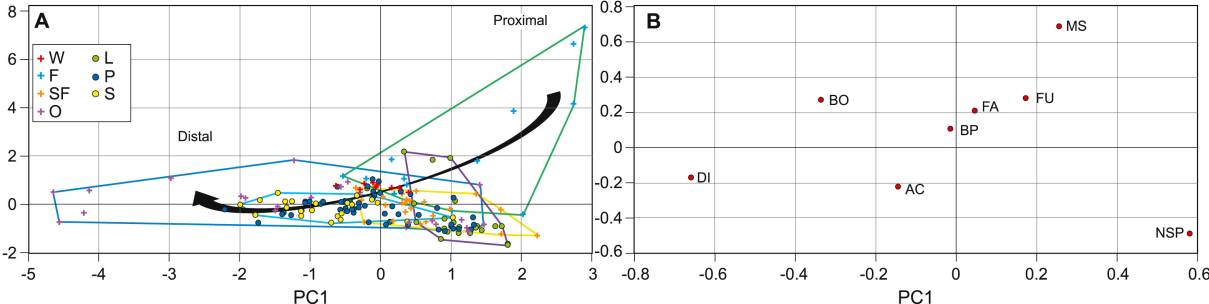 A
Proximal
Distal
W
F
SF
O
L
P
S
8
6
4
2
0
-2
-5
-4
-3
-2
-1
0
1
2
3
PC1
B
MS
BO
FA
FU
BP
DI
AC
NSP
0.8
0.6
0.4
0.2
0
-0.2
-0.4
-0.6
-0.8
-0.6
-0.4
-0.2
0
0.2
0.4
0.6
PC1